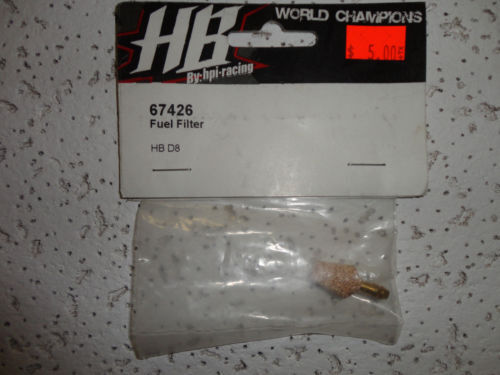 HB
WORLD CHAMPIONS
By:hpi-racing
$ 5.00
67426
Fuel Filter
HB D8